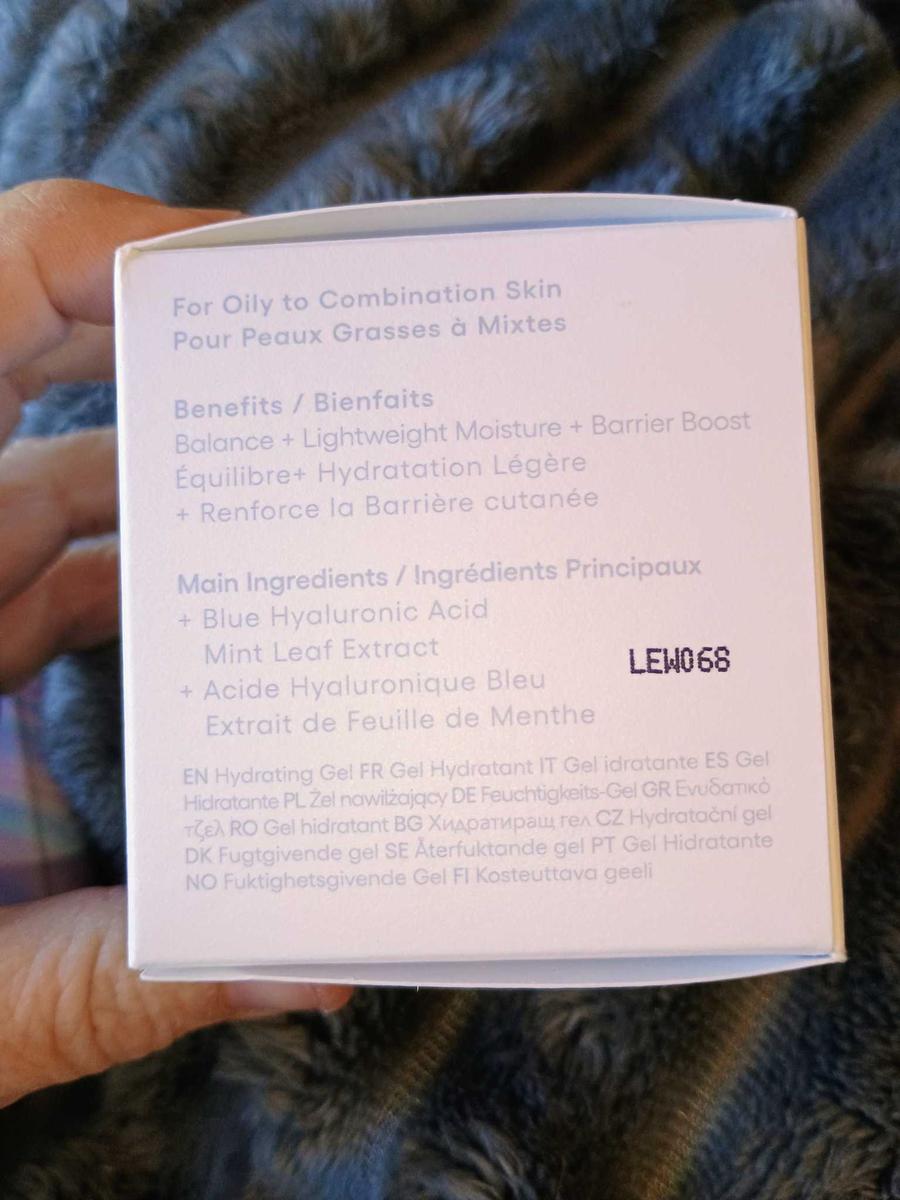 For Oily to Combination Skin
Pour Peaux Grasses à Mixtes
Benefits / Bienfaits
Balance + Lightweight Moisture + Barrier Boost
Équilibre+ Hydratation Légère
+ Renforce la Barrière cutanée
Main Ingredients / Ingrédients Principaux
+ Blue Hyaluronic Acid
Mint Leaf Extract
+ Acide Hyaluronique Bleu
Extrait de Feuille de Menthe
LEW068
EN Hydrating Gel FR Gel Hydratant IT Gel idratante ES Gel
Hidratante PL Żel nawilżający DE Feuchtigkeits-Gel GR Ενυδατικό
τζελ RO Gel hidratant BG Хидратиращ гел CZ Hydratační gel
DK Fugtgivende gel SE Återfuktande gel PT Gel Hidratante
NO Fuktighetsgivende Gel FI Kosteuttava geeli